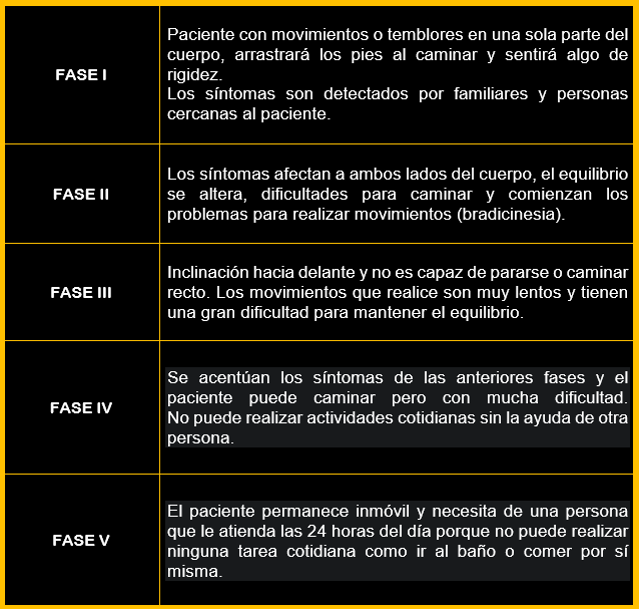 FASE I
Paciente con movimientos o temblores en una sola parte del
cuerpo, arrastrará los pies al caminar y sentirá algo de
rigidez.
Los síntomas son detectados por familiares y personas
cercanas al paciente.
FASE II
Los síntomas afectan a ambos lados del cuerpo, el equilibrio
se altera, dificultades para caminar y comienzan los
problemas para realizar movimientos (bradicinesia).
FASE III
Inclinación hacia delante y no es capaz de pararse o caminar
recto. Los movimientos que realice son muy lentos y tienen
una gran dificultad para mantener el equilibrio.
FASE IV
Se acentúan los síntomas de las anteriores fases y el
paciente puede caminar pero con mucha dificultad.
No puede realizar actividades cotidianas sin la ayuda de otra
persona.
FASE V
El paciente permanece inmóvil y necesita de una persona
que le atienda las 24 horas del día porque no puede realizar
ninguna tarea cotidiana como ir al baño o comer por sí
misma.